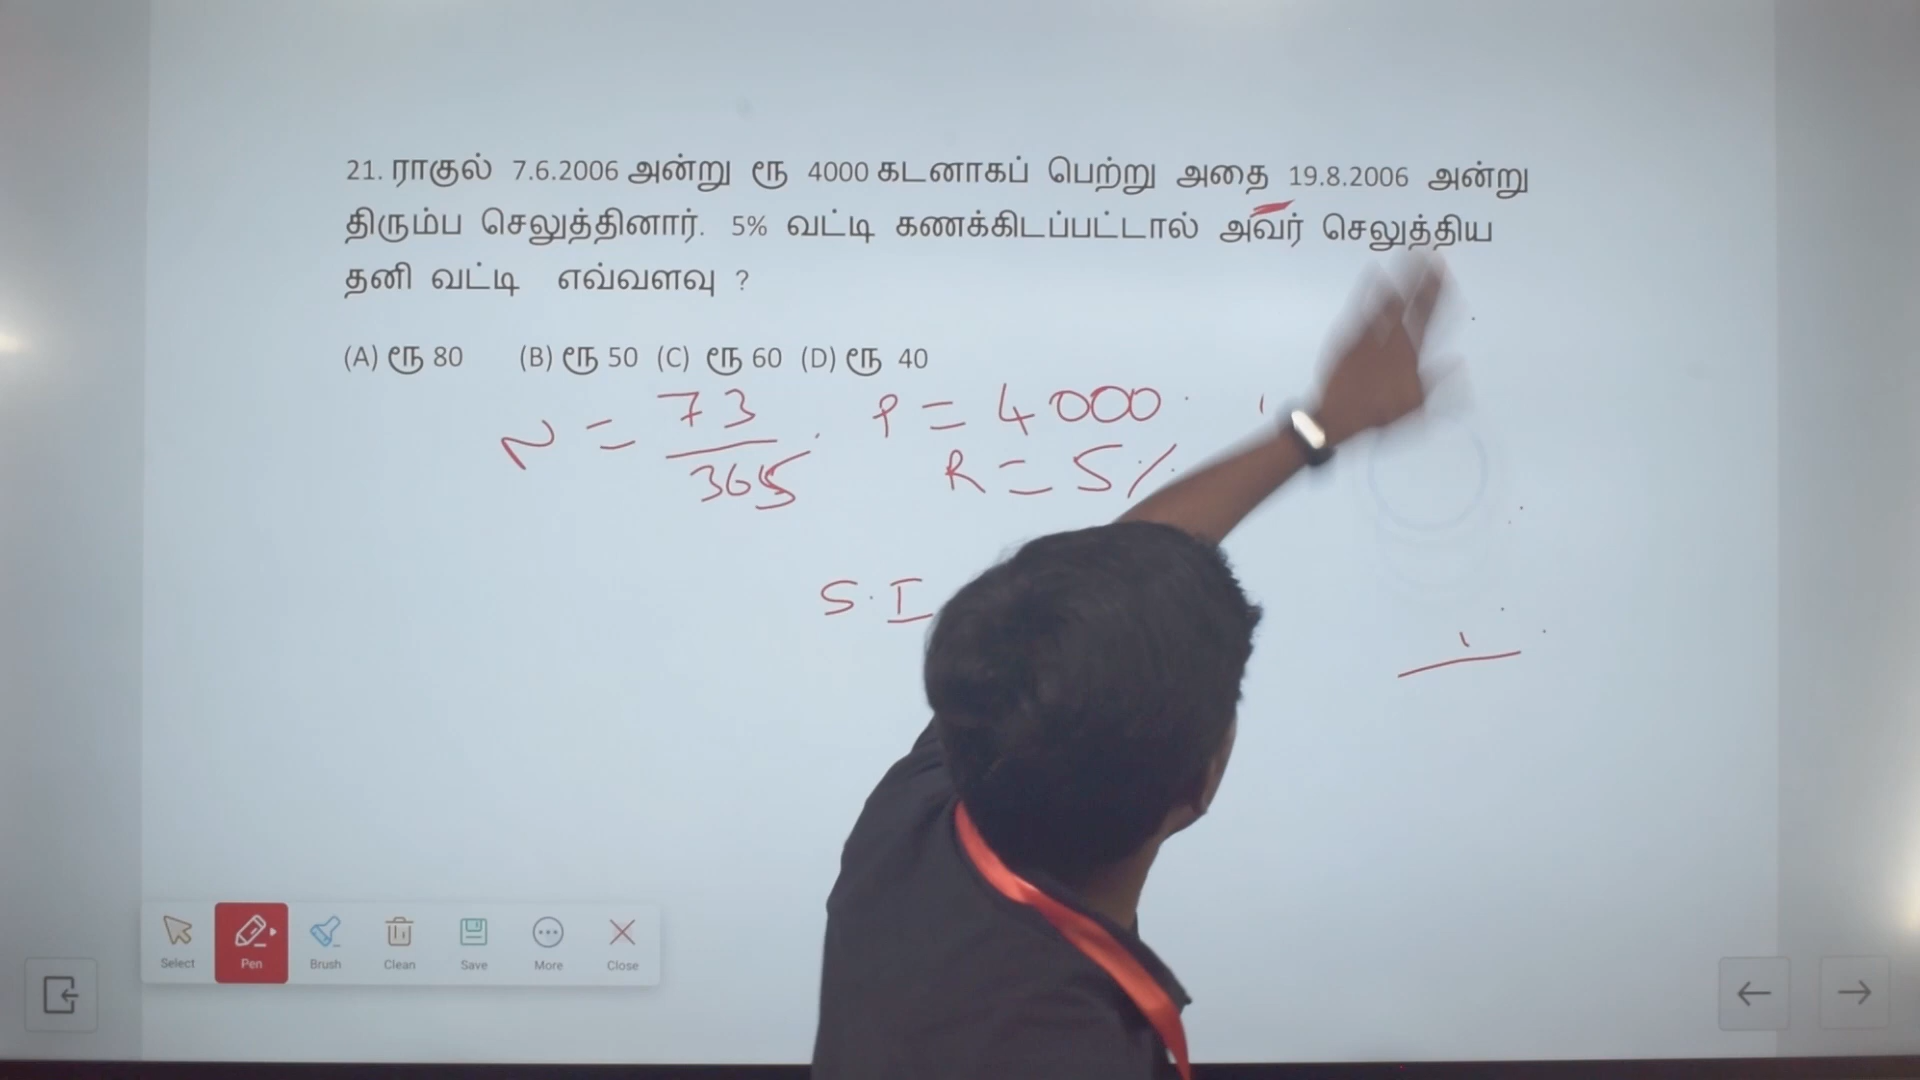 21. ராகுல் 7.6.2006 அன்று ரூ 4000 கடனாகப் பெற்று அதை 19.8.2006 அன்று
திரும்ப செலுத்தினார். 5% வட்டி கணக்கிடப்பட்டால் அவர் செலுத்திய
தனி வட்டி எவ்வளவு ?
(A) ரூ 80 (B) ரூ 50 (C) ரூ 60 (D) ரூ 40
N = 73/365 P = 4000
R = 5%
S.I
Select Pen Brush Clean Save More Close